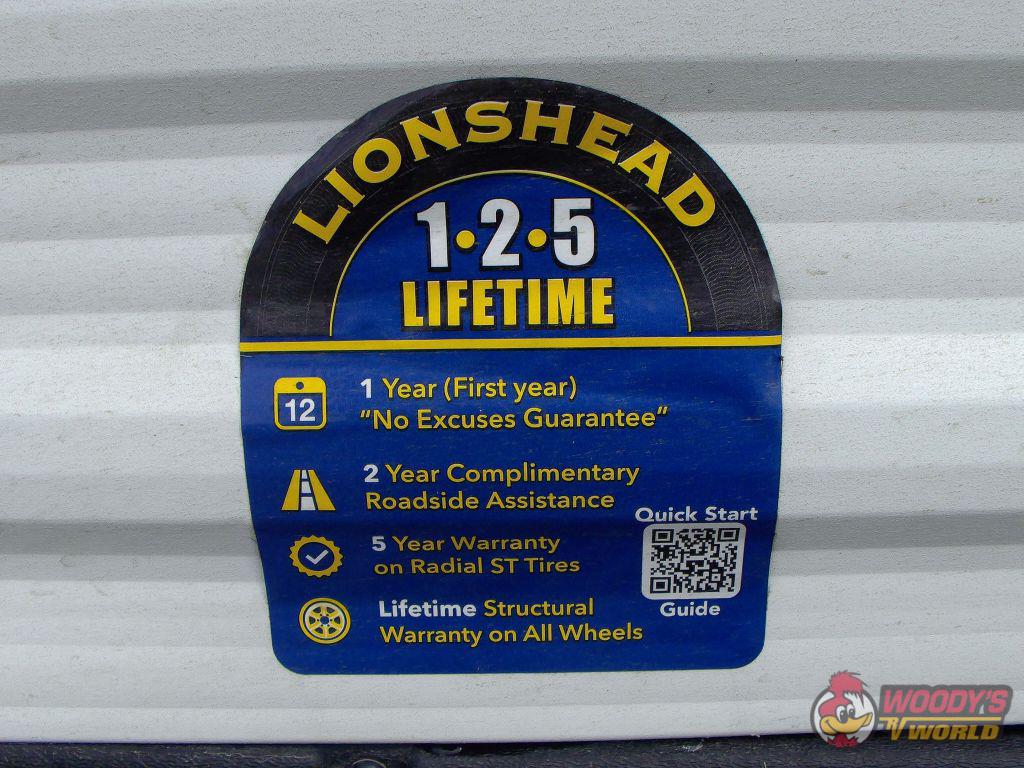 LIONSHEAD
1·2·5
LIFETIME
12
1 Year (First year)
"No Excuses Guarantee"
2 Year Complimentary
Roadside Assistance
5 Year Warranty
on Radial ST Tires
Quick Start
Guide
Lifetime Structural
Warranty on All Wheels
WOODY'S
RV WORLD